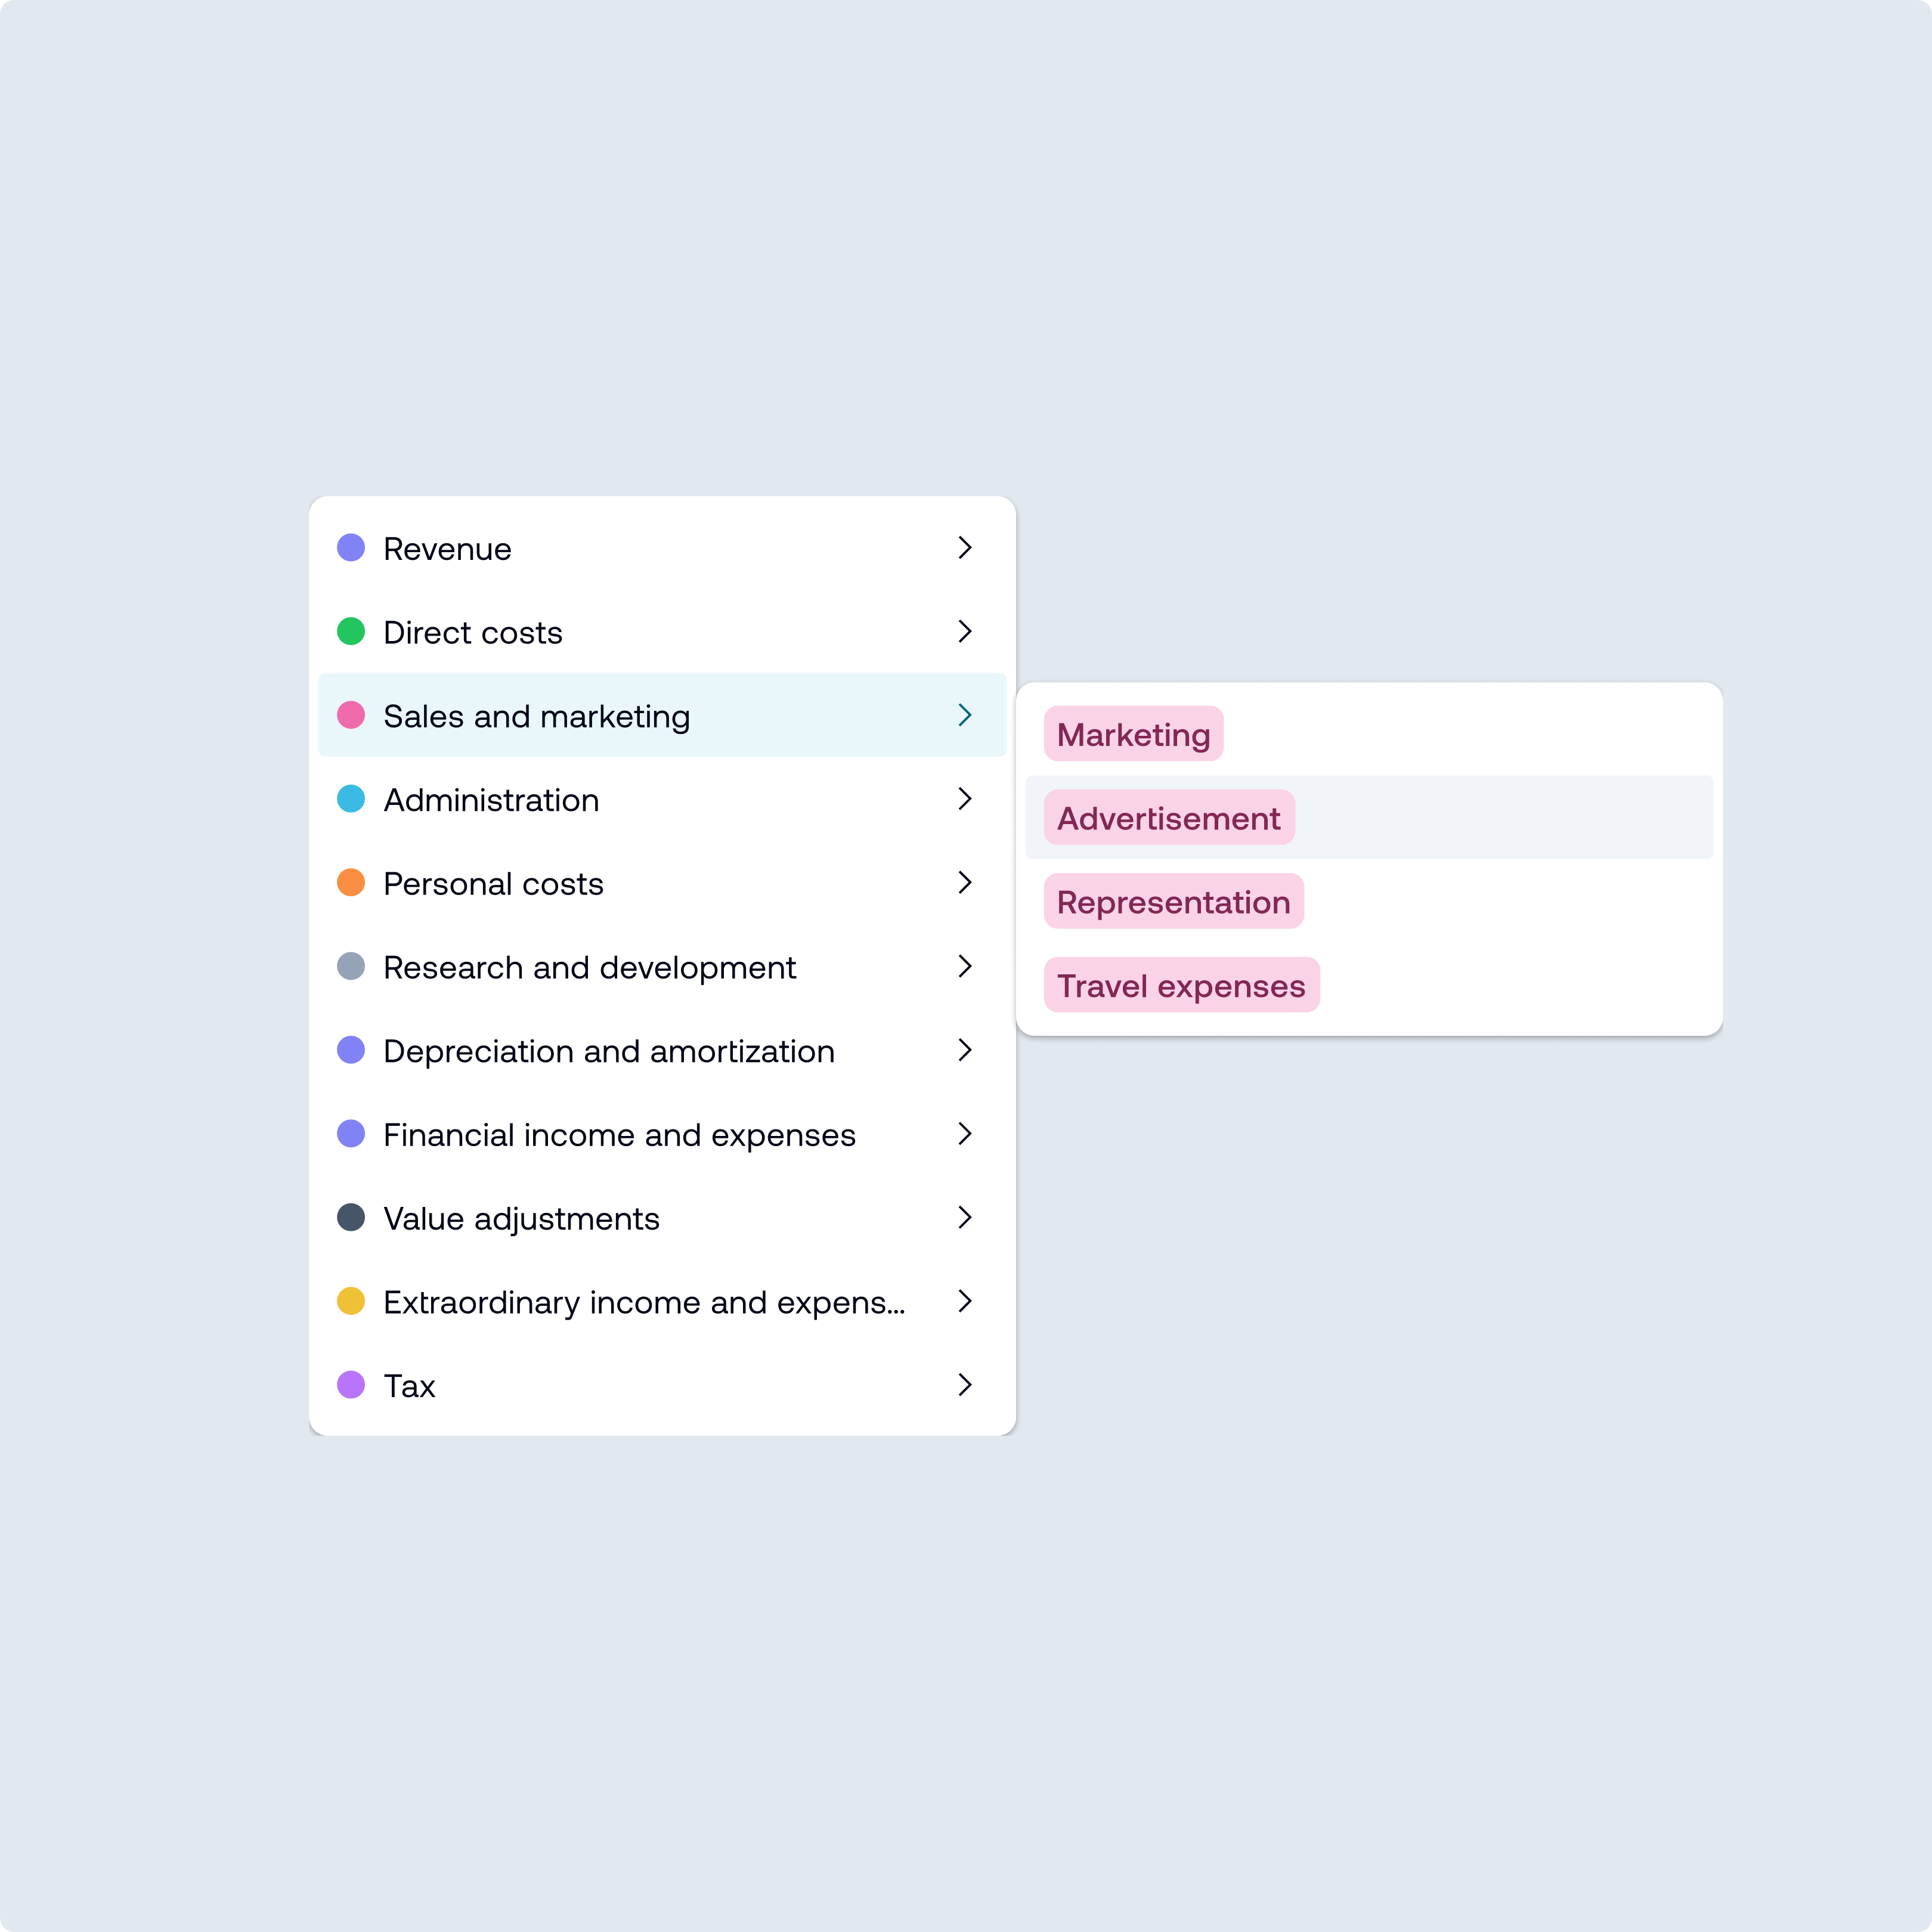 Revenue
Direct costs
Sales and marketing
Administration
Personal costs
Research and development
Depreciation and amortization
Financial income and expenses
Value adjustments
Extraordinary income and expens...
Tax
Marketing
Advertisement
Representation
Travel expenses